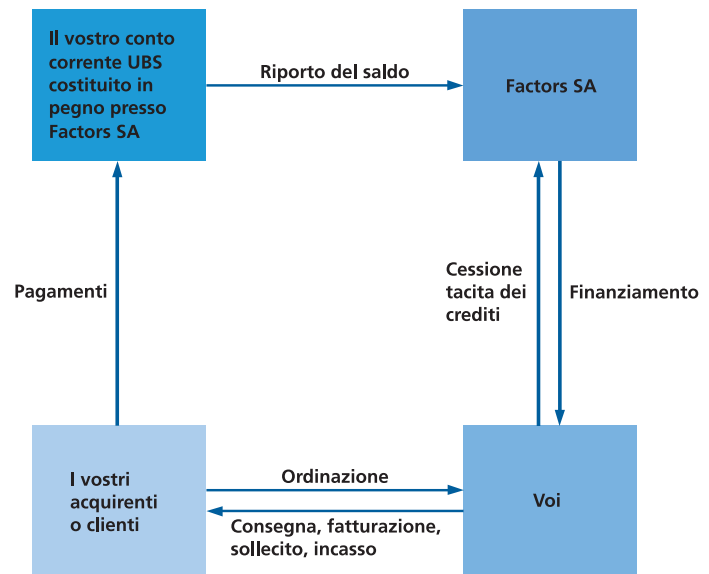 Il vostro conto
corrente UBS
costituito in
pegno presso
Factors SA
Riporto del saldo
Factors SA
Pagamenti
Cessione
tacita dei
crediti
Finanziamento
I vostri
acquirenti
o clienti
Ordinazione
Consegna, fatturazione,
sollecito, incasso
Voi